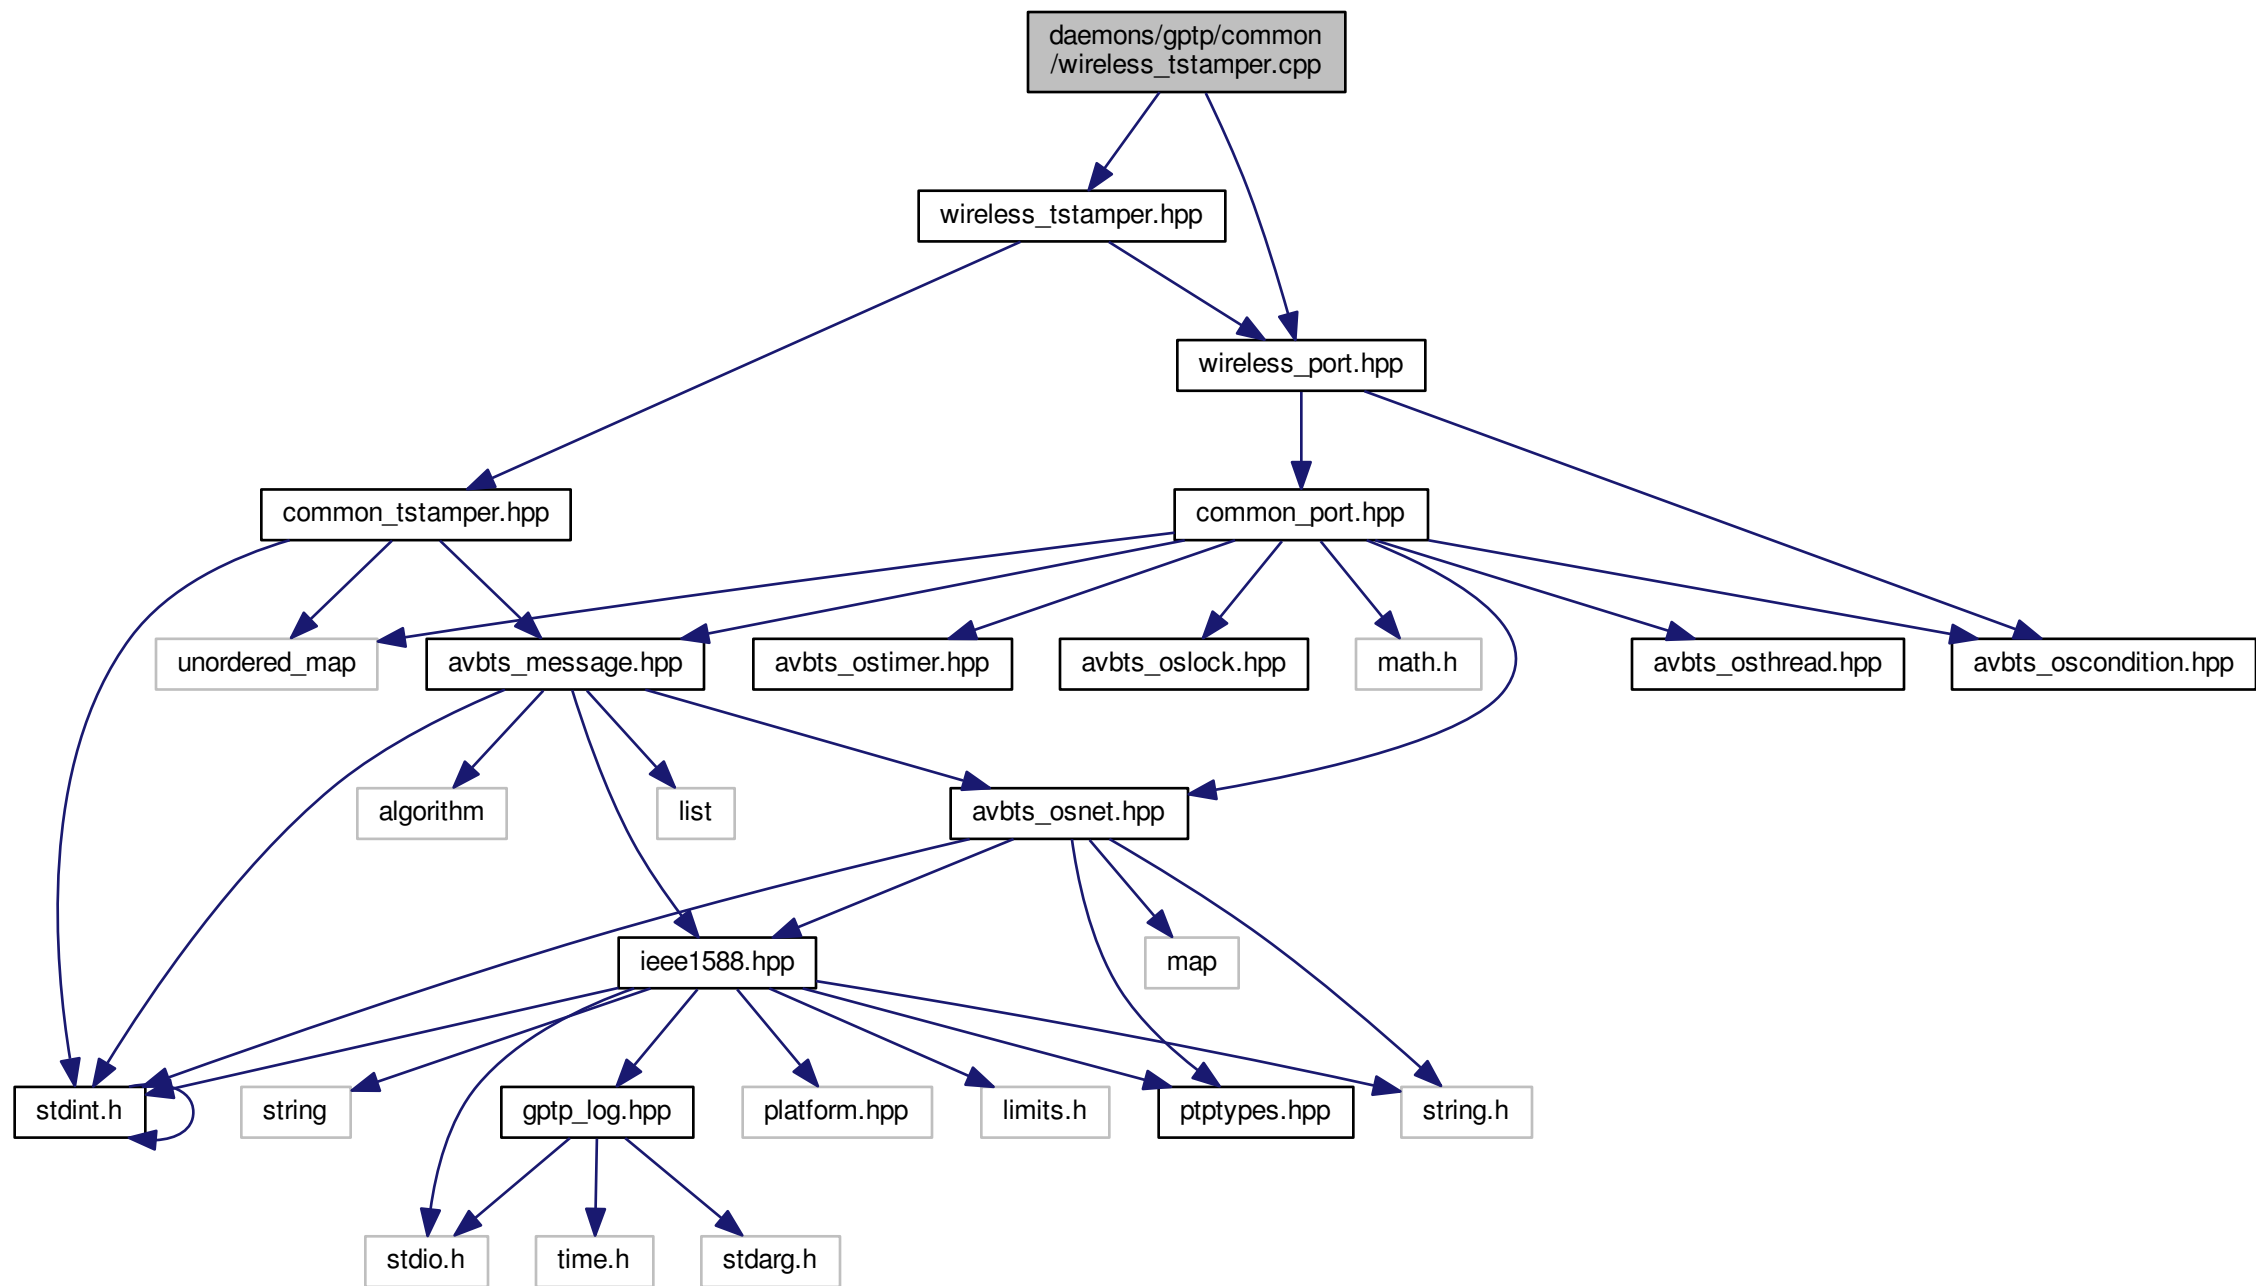 daemons/gptp/common
/wireless_tstamper.cpp
wireless_tstamper.hpp
wireless_port.hpp
common_tstamper.hpp
common_port.hpp
unordered_map
avbts_message.hpp
avbts_ostimer.hpp
avbts_oslock.hpp
math.h
avbts_osthread.hpp
avbts_oscondition.hpp
algorithm
list
avbts_osnet.hpp
ieee1588.hpp
map
stdint.h
string
gptp_log.hpp
platform.hpp
limits.h
ptptypes.hpp
string.h
stdio.h
time.h
stdarg.h